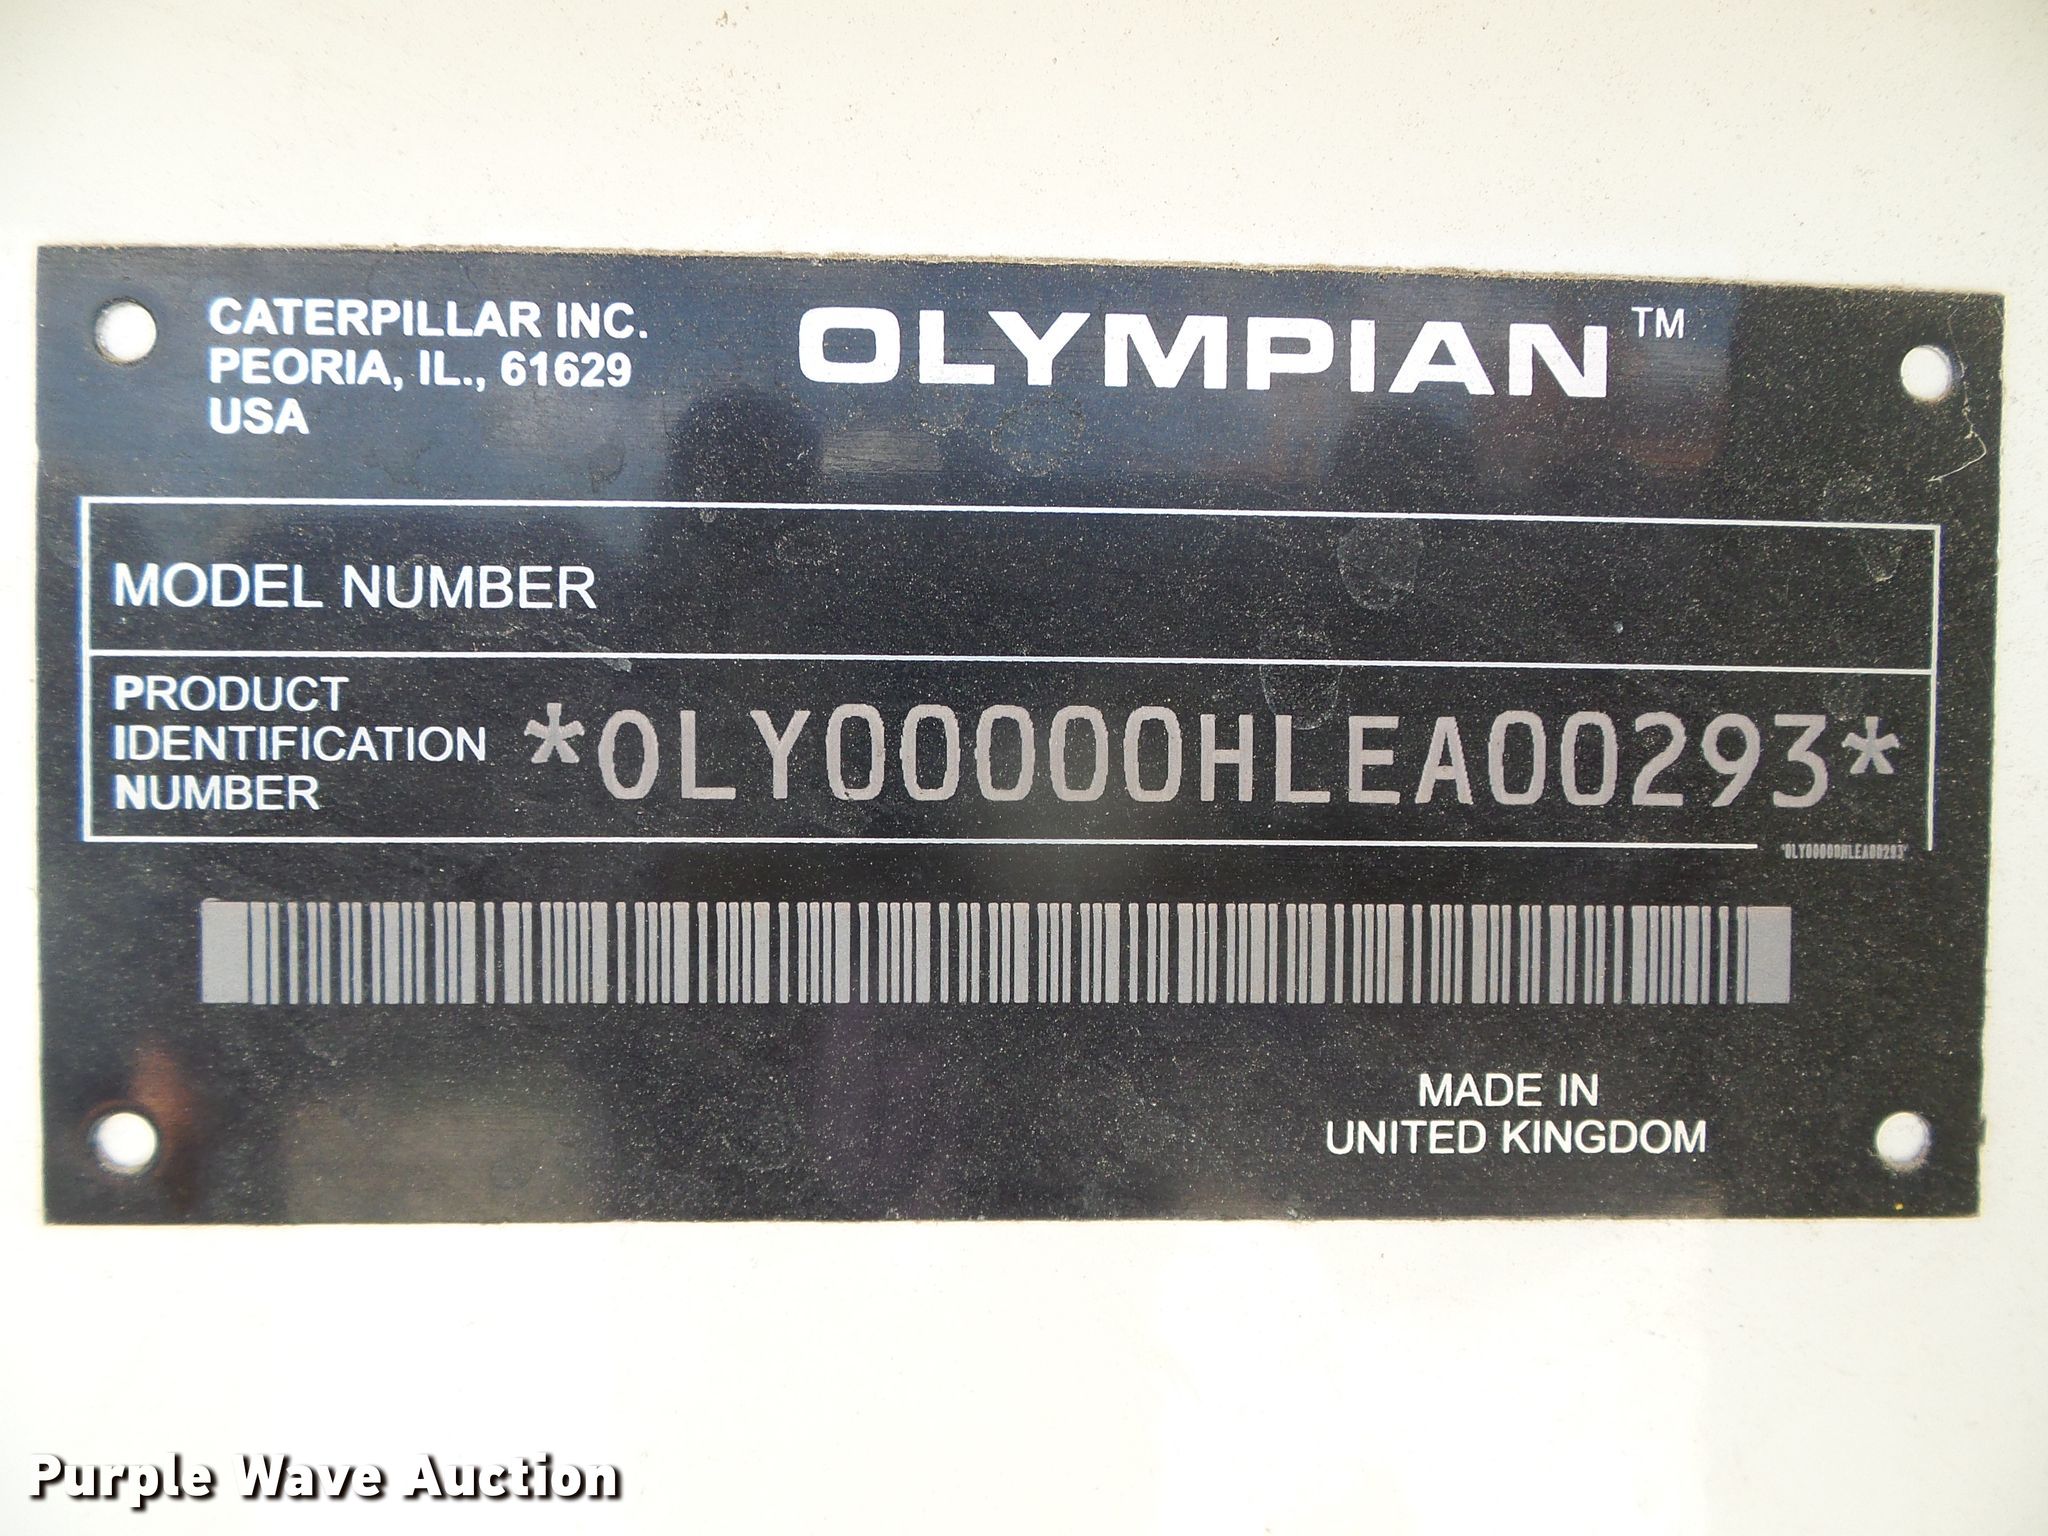 CATERPILLAR INC.
PEORIA, IL., 61629
USA
OLYMPIAN™
MODEL NUMBER
PRODUCT
IDENTIFICATION
NUMBER
*OLY00000HLEA00293*
*OLY00000HLEA00293*
MADE IN
UNITED KINGDOM
Purple Wave Auction